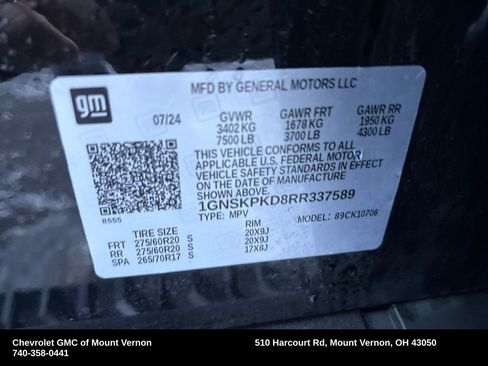 MFD BY GENERAL MOTORS LLC
gm
07/24 GVWR GAWR FRT GAWR RR
3402 KG 1678 KG 1950 KG
7500 LB 3700 LB 4300 LB
THIS VEHICLE CONFORMS TO ALL
APPLICABLE U.S. FEDERAL MOTOR
VEHICLE SAFETY STANDARDS IN EFFECT
ON THE DATE OF MANUFACTURE
SHOWN ABOVE.
1GNSKPKD8RR337589
8555 TYPE: MPV MODEL: 89CK10706
TIRE SIZE RIM
FRT 275/60R20 S 20X9J
RR 275/60R20 S 20X9J
SPA 265/70R17 S 17X8J
Chevrolet GMC of Mount Vernon 510 Harcourt Rd, Mount Vernon, OH 43050
740-358-0441